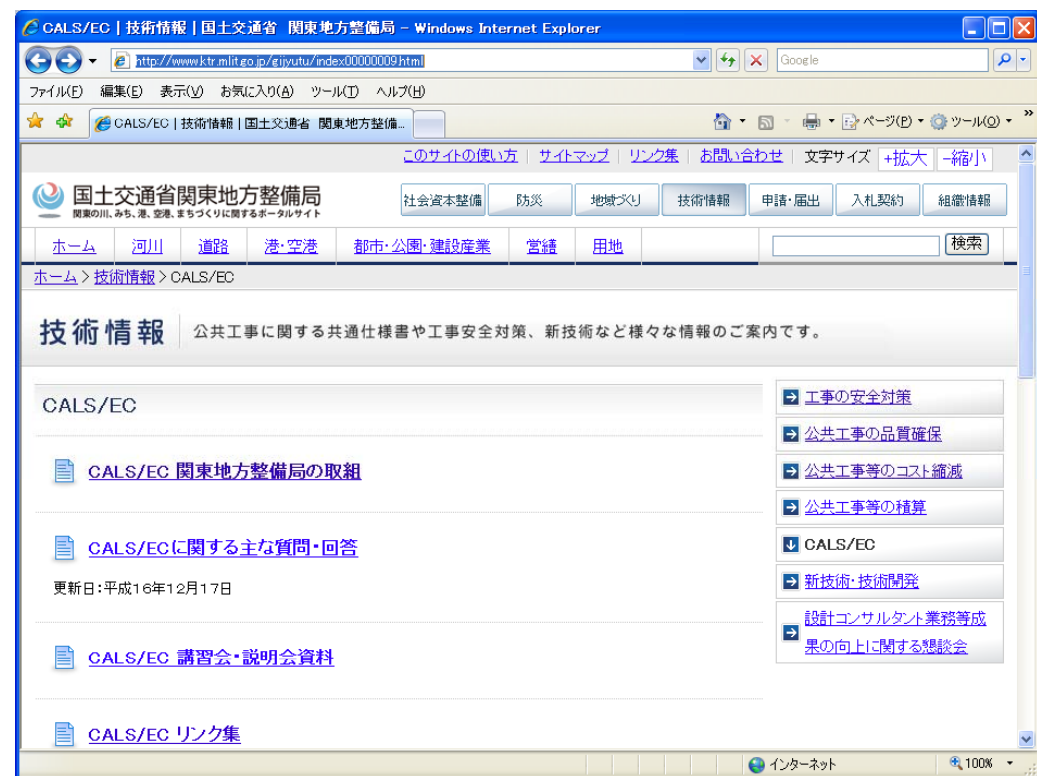 CALS/EC | 技術情報 | 国土交通省 関東地方整備局 - Windows Internet Explorer
http://www.ktr.mlit.go.jp/gijyutu/index00000009.html
Google
ファイル(F) 編集(E) 表示(V) お気に入り(A) ツール(T) ヘルプ(H)
CALS/EC | 技術情報 | 国土交通省 関東地方整備...
ページ(P) ツール(O)
このサイトの使い方 | サイトマップ | リンク集 | お問い合わせ | 文字サイズ +拡大 -縮小
国土交通省関東地方整備局
関東の川、みち、港、空港、まちづくりに関するポータルサイト
社会資本整備 防災 地域づくり 技術情報 申請・届出 入札契約 組織情報
ホーム 河川 道路 港・空港 都市・公園・建設産業 営繕 用地 検索
ホーム > 技術情報 > CALS/EC
技術情報 公共工事に関する共通仕様書や工事安全対策、新技術など様々な情報のご案内です。
CALS/EC
CALS/EC 関東地方整備局の取組
CALS/ECに関する主な質問・回答
更新日:平成16年12月17日
CALS/EC 講習会・説明会資料
CALS/EC リンク集
工事の安全対策
公共工事の品質確保
公共工事等のコスト縮減
公共工事等の積算
CALS/EC
新技術・技術開発
設計コンサルタント業務等成
果の向上に関する懇談会
インターネット 100%